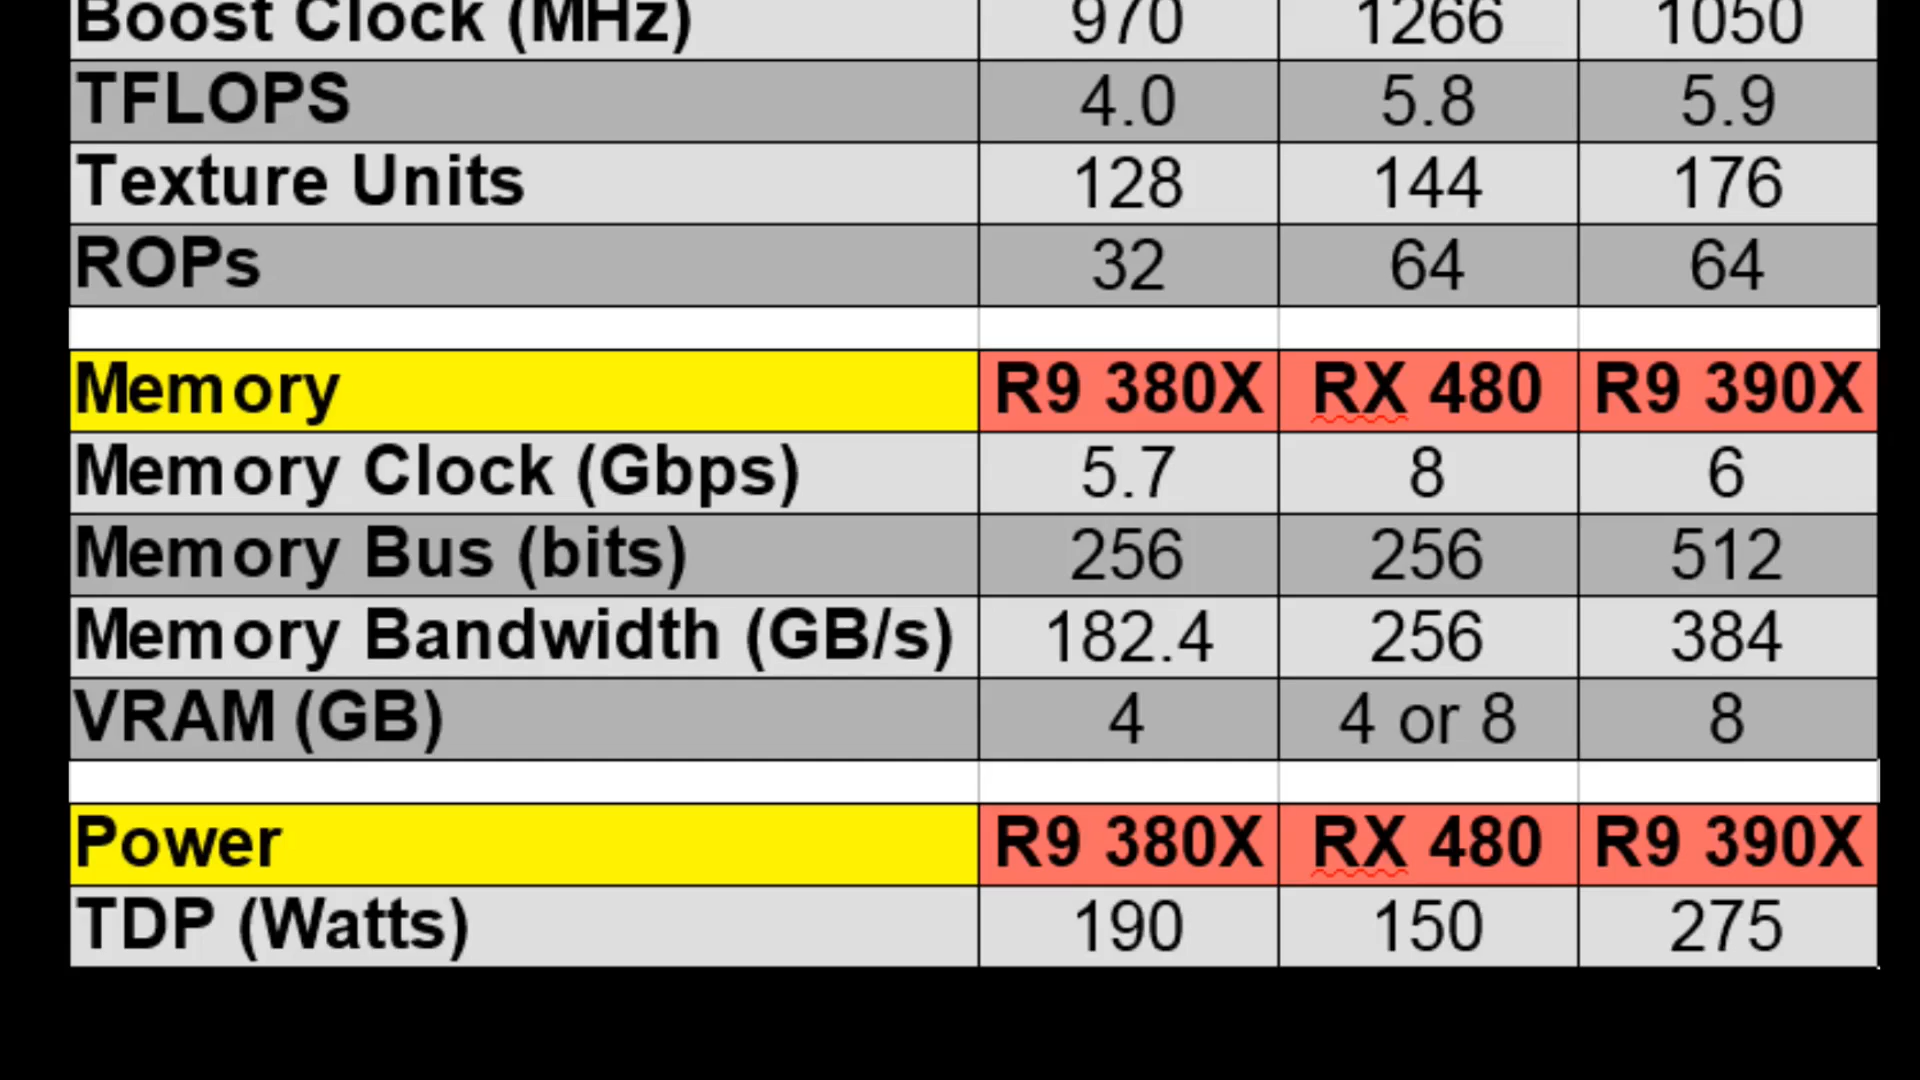 Boost Clock (MHz) 970 1266 1050
TFLOPS 4.0 5.8 5.9
Texture Units 128 144 176
ROPs 32 64 64
Memory R9 380X RX 480 R9 390X
Memory Clock (Gbps) 5.7 8 6
Memory Bus (bits) 256 256 512
Memory Bandwidth (GB/s) 182.4 256 384
VRAM (GB) 4 4 or 8 8
Power R9 380X RX 480 R9 390X
TDP (Watts) 190 150 275